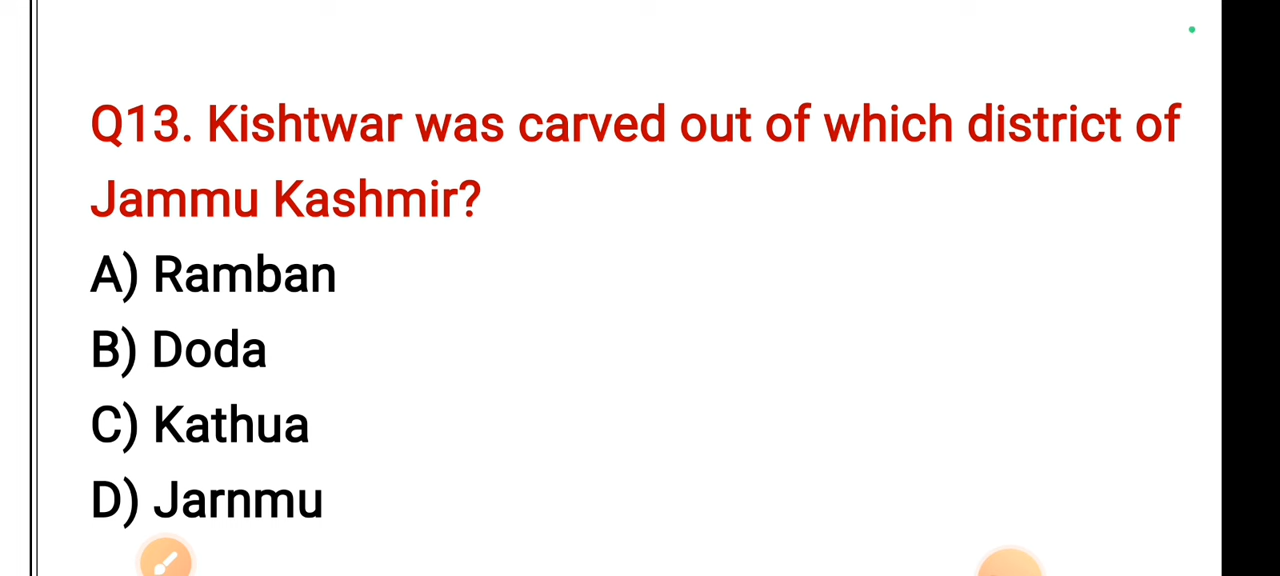 Q13. Kishtwar was carved out of which district of
Jammu Kashmir?
A) Ramban
B) Doda
C) Kathua
D) Jarnmu